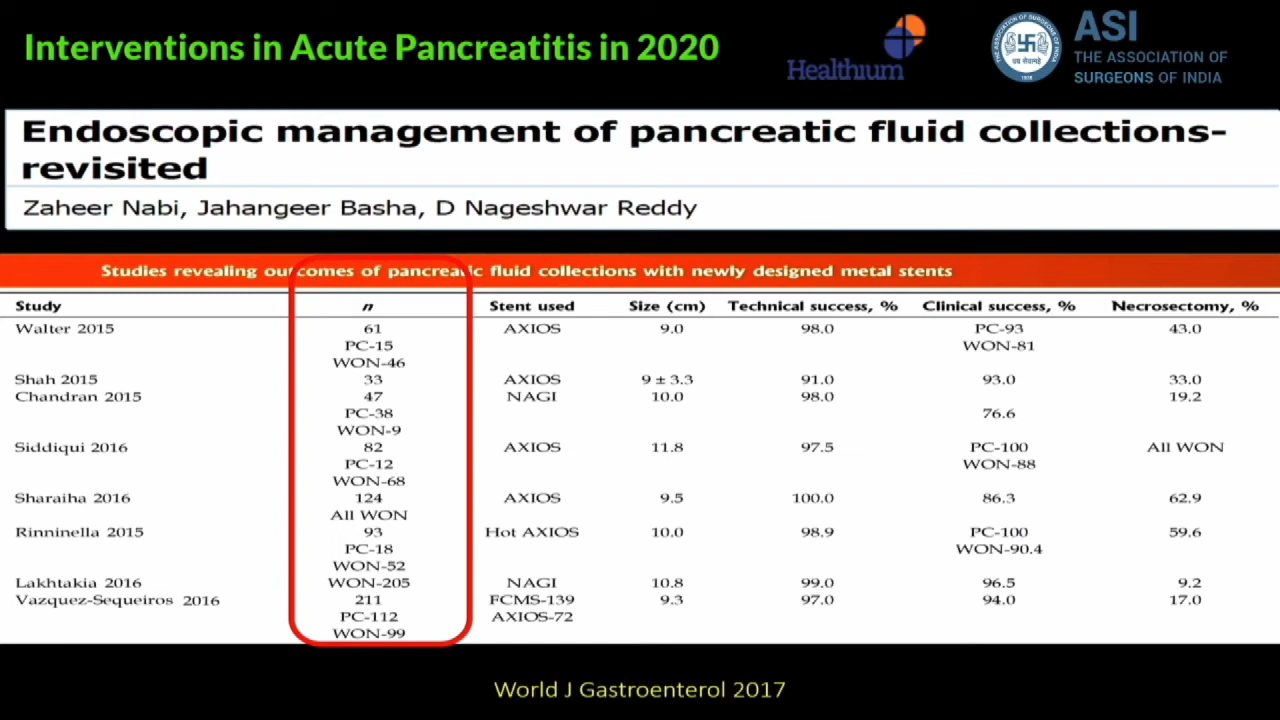 Interventions in Acute Pancreatitis in 2020
Healthium
ASI
THE ASSOCIATION OF
SURGEONS OF INDIA
Endoscopic management of pancreatic fluid collections-
revisited
Zaheer Nabi, Jahangeer Basha, D Nageshwar Reddy
Studies revealing outcomes of pancreatic fluid collections with newly designed metal stents
Study n Stent used Size (cm) Technical success, % Clinical success, % Necrosectomy, %
Walter 2015 61 AXIOS 9.0 98.0 PC-93 43.0
PC-15 WON-81
WON-46
Shah 2015 33 AXIOS 9 ± 3.3 91.0 93.0 33.0
Chandran 2015 47 NAGI 10.0 98.0 19.2
PC-38 76.6
WON-9
Siddiqui 2016 82 AXIOS 11.8 97.5 PC-100 All WON
PC-12 WON-88
WON-68
Sharaiha 2016 124 AXIOS 9.5 100.0 86.3 62.9
All WON
Rinninella 2015 93 Hot AXIOS 10.0 98.9 PC-100 59.6
PC-18 WON-90.4
WON-52
Lakhtakia 2016 WON-205 NAGI 10.8 99.0 96.5 9.2
Vazquez-Sequeiros 2016 211 FCMS-139 9.3 97.0 94.0 17.0
PC-112 AXIOS-72
WON-99
World J Gastroenterol 2017